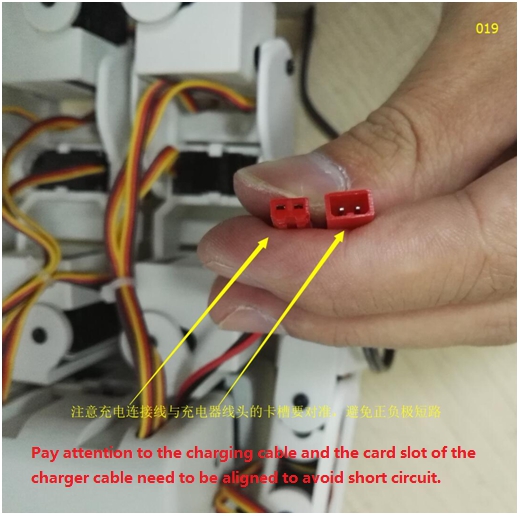 019
注意充电连接线与充电器线头的卡槽要对准，避免正负极短路
Pay attention to the charging cable and the card slot of the
charger cable need to be aligned to avoid short circuit.